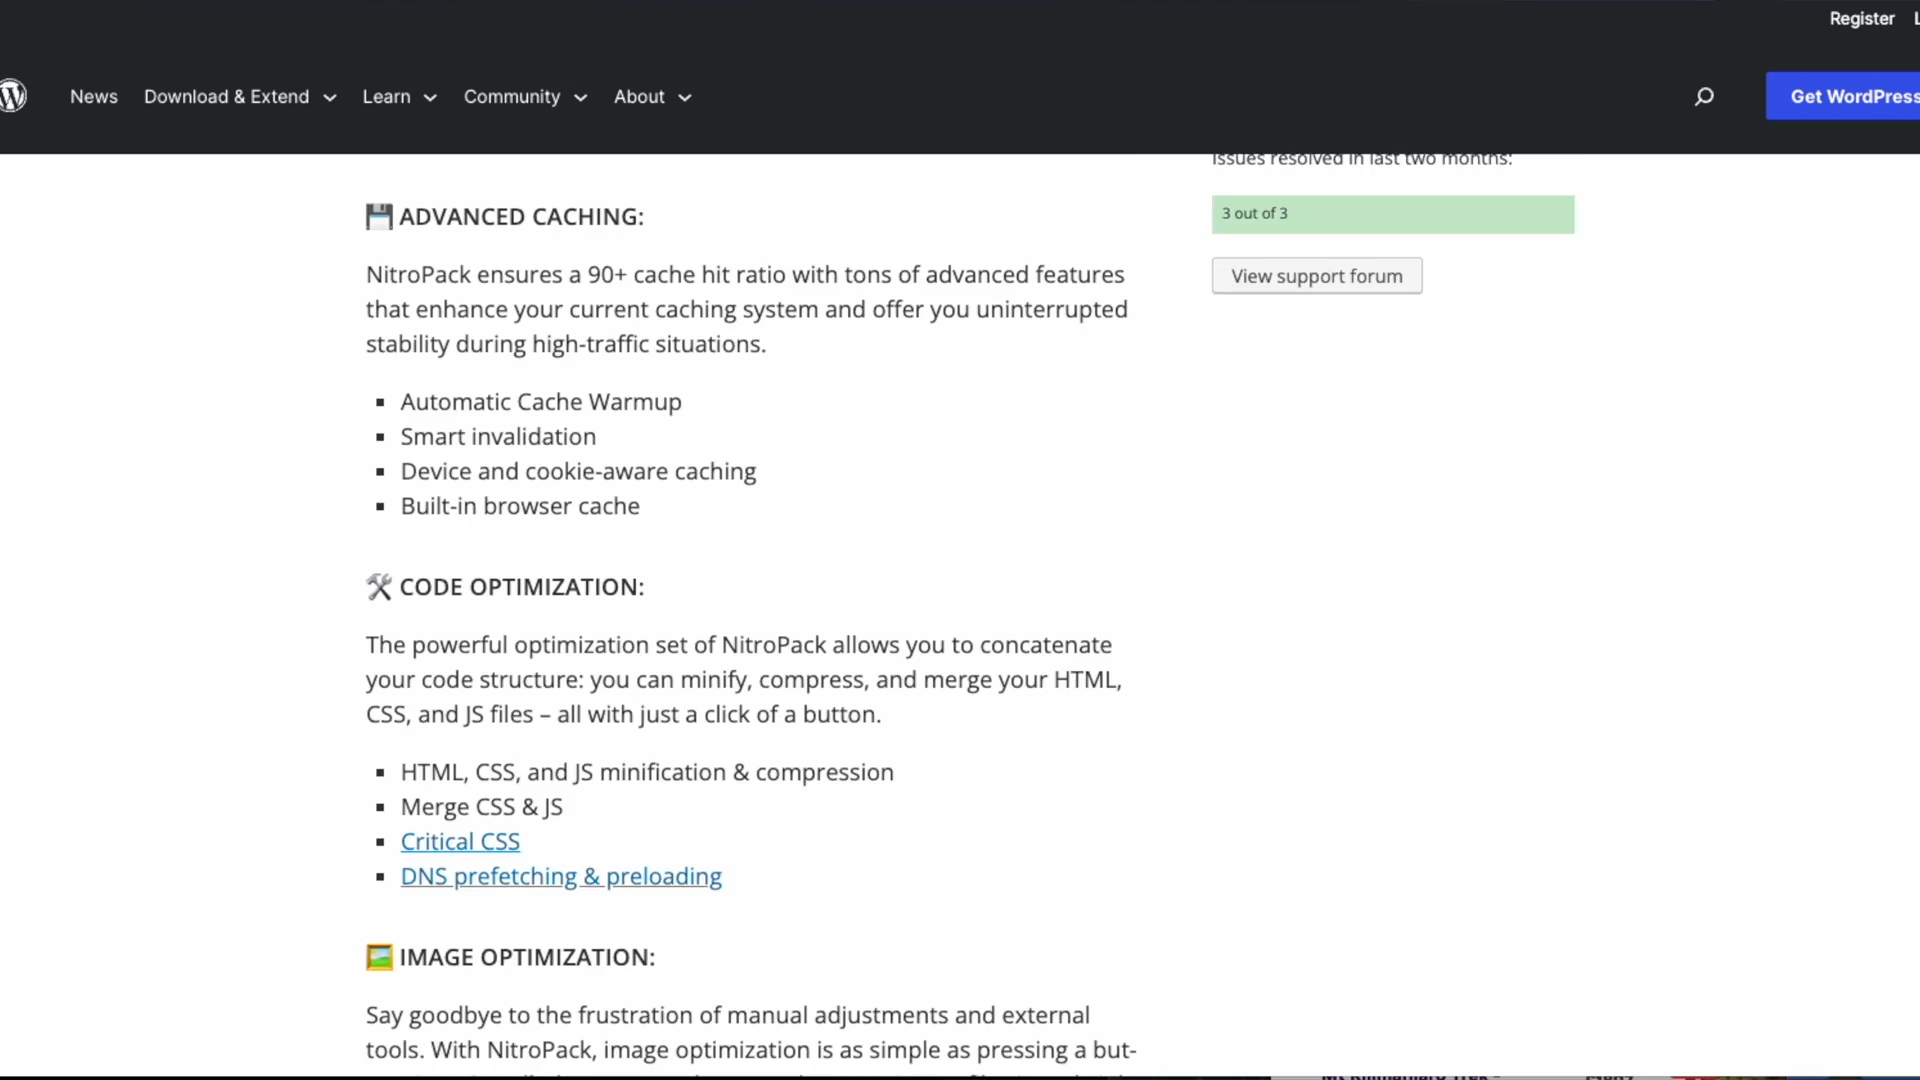 Register
News Download & Extend Learn Community About
Get WordPress
Issues resolved in last two months:
3 out of 3
View support forum
💾 ADVANCED CACHING:
NitroPack ensures a 90+ cache hit ratio with tons of advanced features
that enhance your current caching system and offer you uninterrupted
stability during high-traffic situations.
▪ Automatic Cache Warmup
▪ Smart invalidation
▪ Device and cookie-aware caching
▪ Built-in browser cache
🛠️ CODE OPTIMIZATION:
The powerful optimization set of NitroPack allows you to concatenate
your code structure: you can minify, compress, and merge your HTML,
CSS, and JS files – all with just a click of a button.
▪ HTML, CSS, and JS minification & compression
▪ Merge CSS & JS
▪ Critical CSS
▪ DNS prefetching & preloading
🖼️ IMAGE OPTIMIZATION:
Say goodbye to the frustration of manual adjustments and external
tools. With NitroPack, image optimization is as simple as pressing a but-